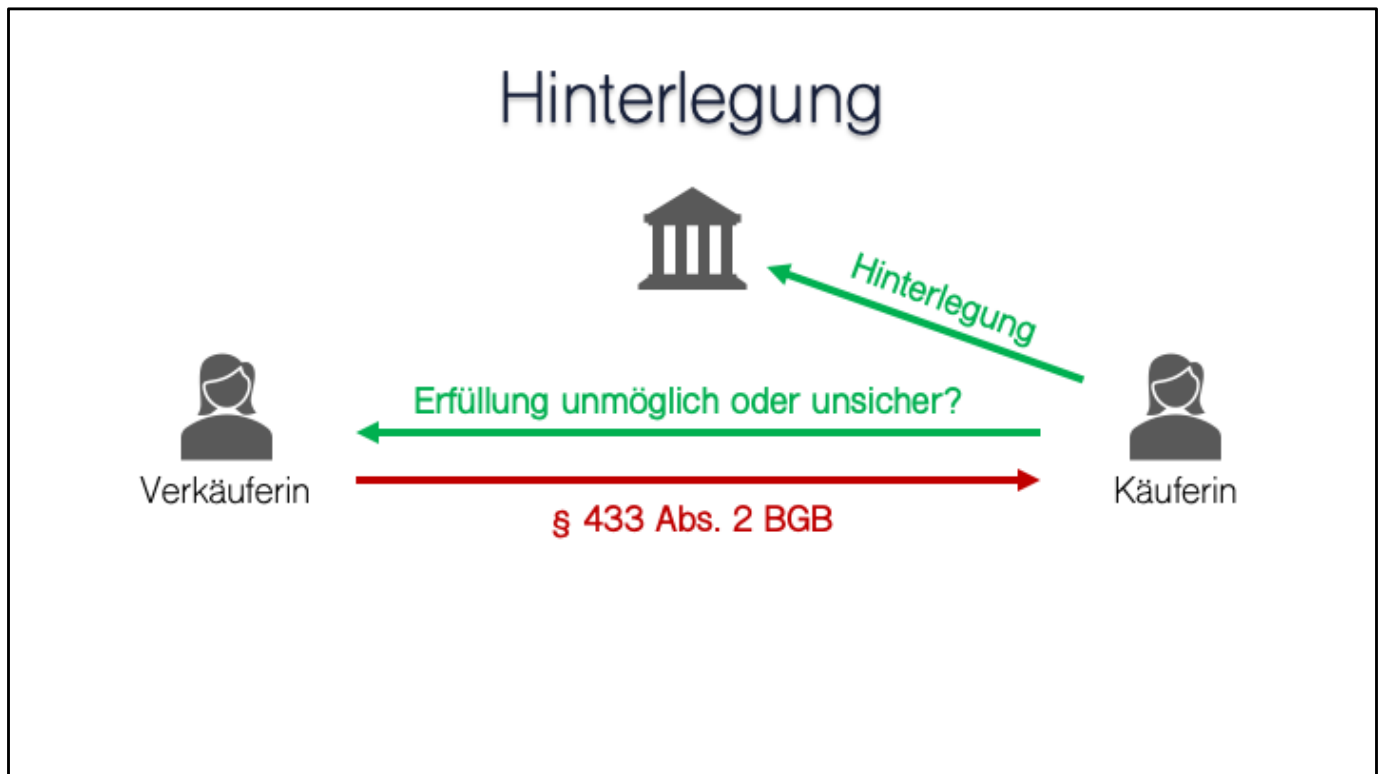 Hinterlegung
Hinterlegung
Erfüllung unmöglich oder unsicher?
Verkäuferin
Käuferin
§ 433 Abs. 2 BGB